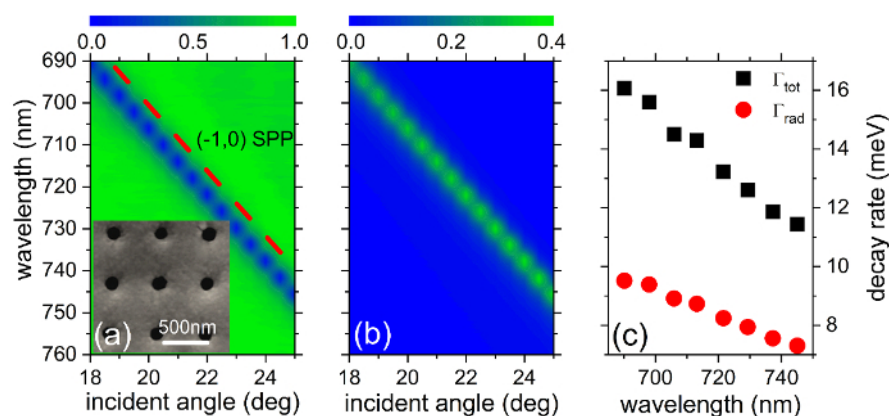 0.0 0.5 1.0
690
700
710
720
730
740
750
760
wavelength (nm)
(-1,0) SPP
500nm
(a)
18 20 22 24
incident angle (deg)
0.0 0.2 0.4
(b)
18 20 22 24
incident angle (deg)
Γtot
Γrad
(c)
16
14
12
10
8
decay rate (meV)
700 720 740
wavelength (nm)